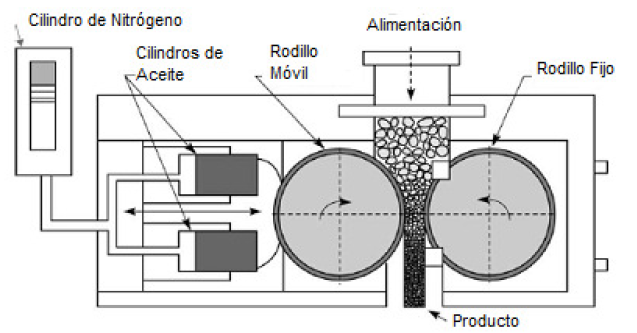 Cilindro de Nitrógeno
Alimentación
Cilindros de
Aceite
Rodillo
Móvil
Rodillo Fijo
Producto